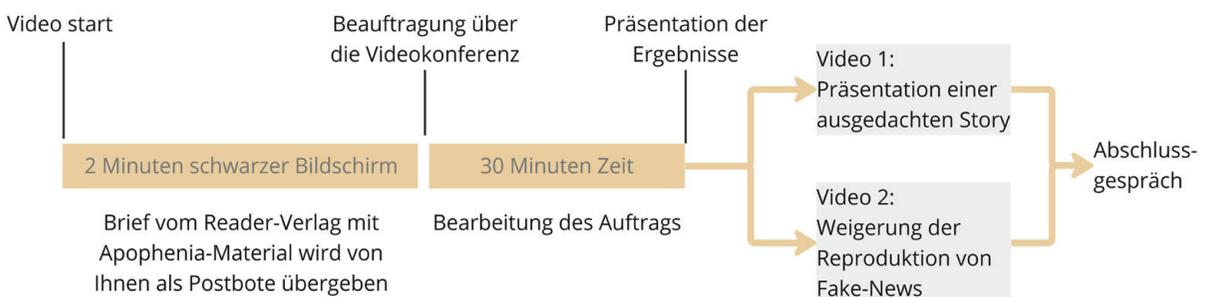 Video start
Beauftragung über
die Videokonferenz
Präsentation der
Ergebnisse
2 Minuten schwarzer Bildschirm
30 Minuten Zeit
Brief vom Reader-Verlag mit
Apophenia-Material wird von
Ihnen als Postbote übergeben
Bearbeitung des Auftrags
Video 1:
Präsentation einer
ausgedachten Story
Video 2:
Weigerung der
Reproduktion von
Fake-News
Abschluss-
gespräch